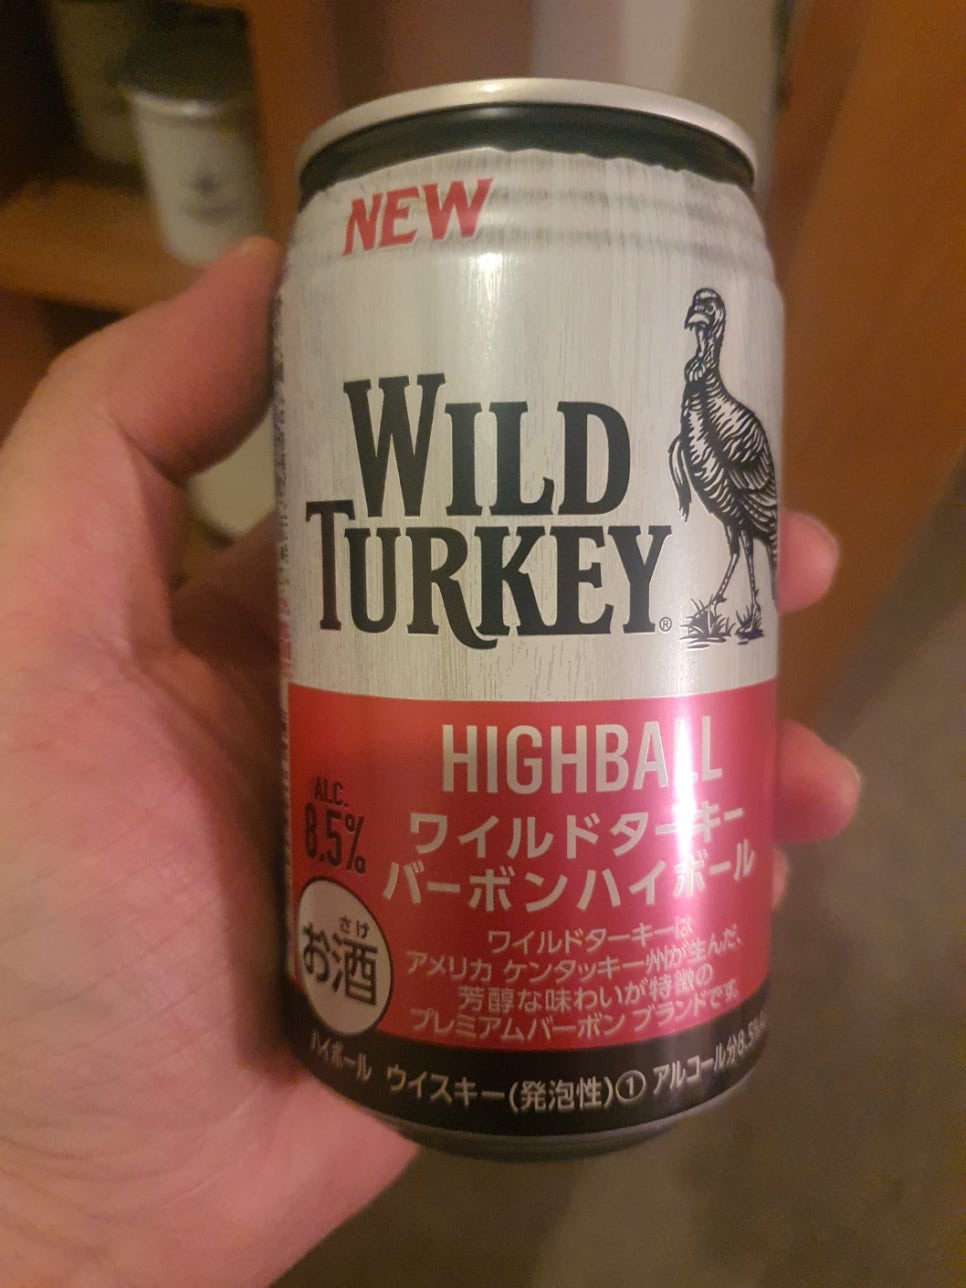 NEW
WILD
TURKEY®
HIGHBALL
ALC.
8.5%
ワイルドターキー
バーボンハイボール
さけ
お酒
ワイルドターキーは
アメリカ ケンタッキー州が生んだ、
芳醇な味わいが特徴の
プレミアムバーボン ブランドです。
ハイボール ウイスキー(発泡性)① アルコール分8.5%